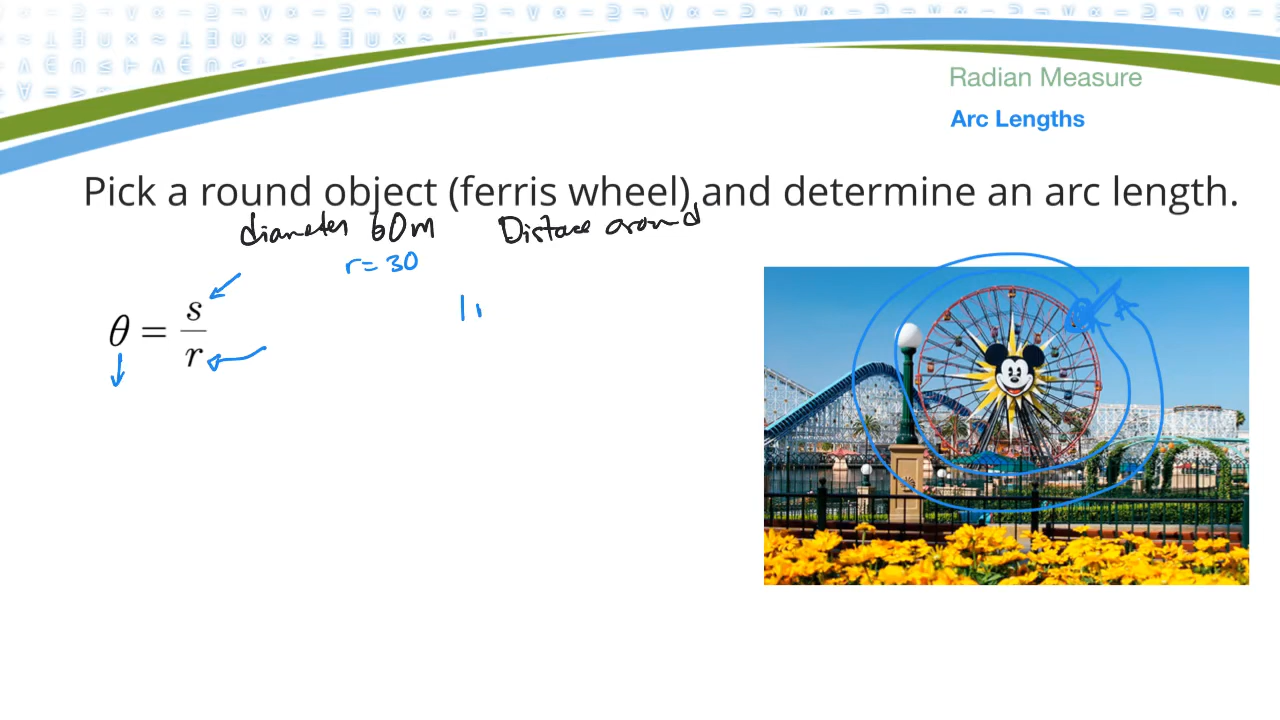 Radian Measure
Arc Lengths
Pick a round object (ferris wheel) and determine an arc length.
diameter 60m Distance around
r= 30
θ = s/r